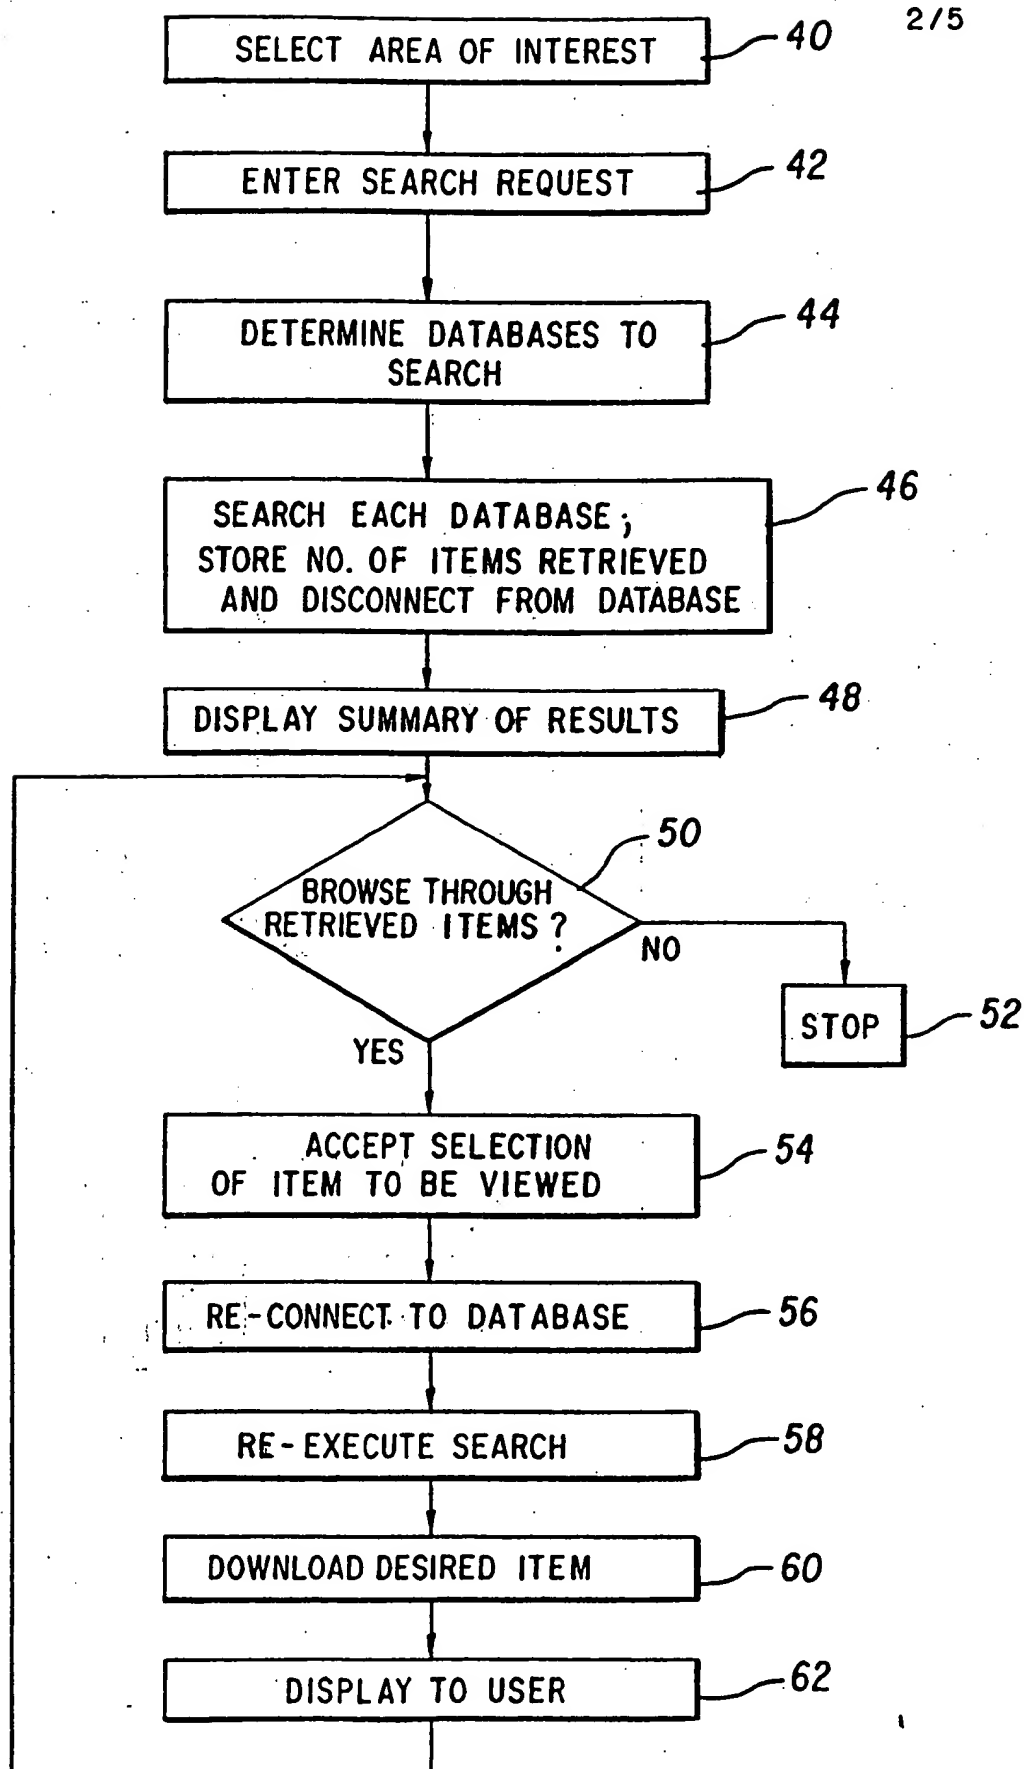 2/5
SELECT AREA OF INTEREST
40
ENTER SEARCH REQUEST
42
DETERMINE DATABASES TO
SEARCH
44
SEARCH EACH DATABASE;
STORE NO. OF ITEMS RETRIEVED
AND DISCONNECT FROM DATABASE
46
DISPLAY SUMMARY OF RESULTS
48
BROWSE THROUGH
RETRIEVED ITEMS?
50
NO
STOP
52
YES
ACCEPT SELECTION
OF ITEM TO BE VIEWED
54
RE-CONNECT TO DATABASE
56
RE-EXECUTE SEARCH
58
DOWNLOAD DESIRED ITEM
60
DISPLAY TO USER
62